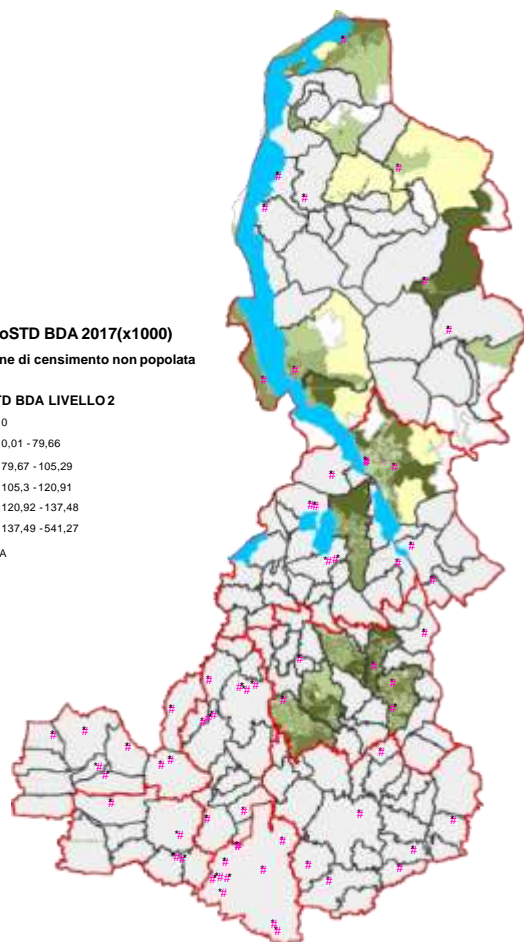 oSTD BDA 2017(x1000)
ne di censimento non popolata
TD BDA LIVELLO 2
0
0,01 - 79,66
79,67 - 105,29
105,3 - 120,91
120,92 - 137,48
137,49 - 541,27
A